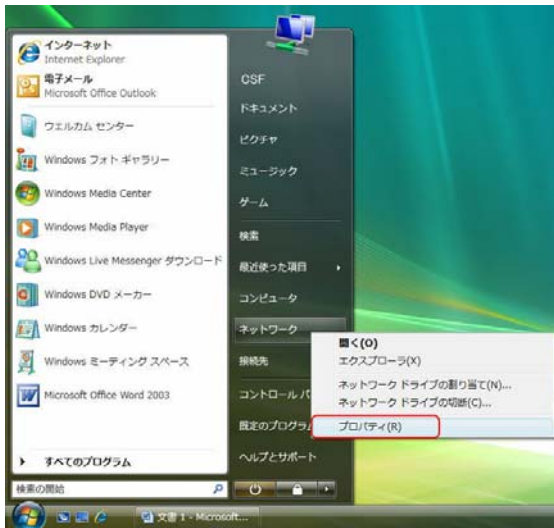 インターネット
Internet Explorer
電子メール
Microsoft Office Outlook
ウェルカム センター
Windows フォト ギャラリー
Windows Media Center
Windows Media Player
Windows Live Messenger ダウンロード
Windows DVD メーカー
Windows カレンダー
Windows ミーティング スペース
Microsoft Office Word 2003
すべてのプログラム
検索の開始
CSF
ドキュメント
ピクチャ
ミュージック
ゲーム
検索
最近使った項目
コンピュータ
ネットワーク
接続先
コントロール パ
既定のプログラ
ヘルプとサポート
開く(O)
エクスプローラ(X)
ネットワーク ドライブの割り当て(N)...
ネットワーク ドライブの切断(C)...
プロパティ(R)
文書 1 - Microsoft...